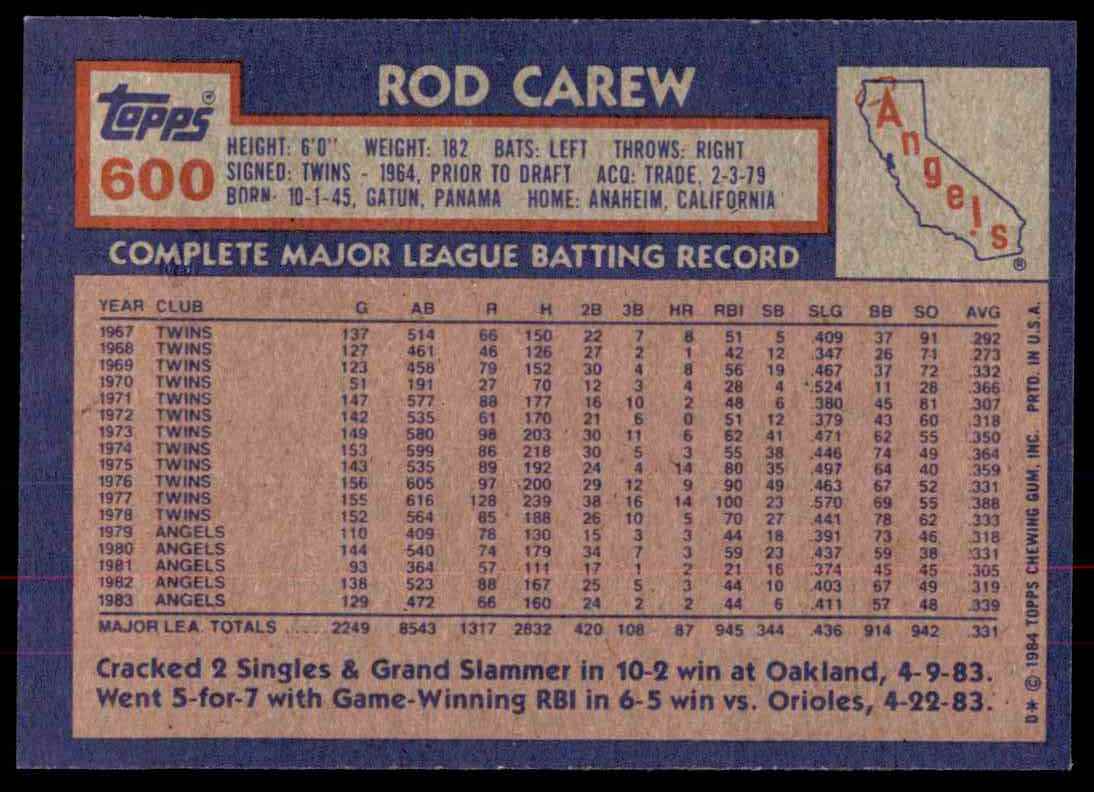 ROD CAREW
Topps®
600
HEIGHT: 6'0" WEIGHT: 182 BATS: LEFT THROWS: RIGHT
SIGNED: TWINS - 1964, PRIOR TO DRAFT ACQ: TRADE, 2-3-79
BORN: 10-1-45, GATUN, PANAMA HOME: ANAHEIM, CALIFORNIA
Angels®
COMPLETE MAJOR LEAGUE BATTING RECORD
YEAR CLUB G AB R H 2B 3B HR RBI SB SLG BB SO AVG
1967 TWINS 137 514 66 150 22 7 8 51 5 .409 37 91 .292
1968 TWINS 127 461 46 126 27 2 1 42 12 .347 26 71 .273
1969 TWINS 123 458 79 152 30 4 8 56 19 .467 37 72 .332
1970 TWINS 51 191 27 70 12 3 4 28 4 .524 11 28 .366
1971 TWINS 147 577 88 177 16 10 2 48 6 .380 45 81 .307
1972 TWINS 142 535 61 170 21 6 0 51 12 .379 43 60 .318
1973 TWINS 149 580 98 203 30 11 6 62 41 .471 62 55 .350
1974 TWINS 153 599 86 218 30 5 3 55 38 .446 74 49 .364
1975 TWINS 143 535 89 192 24 4 14 80 35 .497 64 40 .359
1976 TWINS 156 605 97 200 29 12 9 90 49 .463 67 52 .331
1977 TWINS 155 616 128 239 38 16 14 100 23 .570 69 55 .388
1978 TWINS 152 564 85 188 26 10 5 70 27 .441 78 62 .333
1979 ANGELS 110 409 78 130 15 3 3 44 18 .391 73 46 .318
1980 ANGELS 144 540 74 179 34 7 3 59 23 .437 59 38 .331
1981 ANGELS 93 364 57 111 17 1 2 21 16 .374 45 45 .305
1982 ANGELS 138 523 88 167 25 5 3 44 10 .403 67 49 .319
1983 ANGELS 129 472 66 160 24 2 2 44 6 .411 57 48 .339
MAJOR LEA. TOTALS ..... 2249 8543 1317 2832 420 108 87 945 344 .436 914 942 .331
Cracked 2 Singles & Grand Slammer in 10-2 win at Oakland, 4-9-83.
Went 5-for-7 with Game-Winning RBI in 6-5 win vs. Orioles, 4-22-83.
D* © 1984 TOPPS CHEWING GUM, INC. PRTD. IN U.S.A.